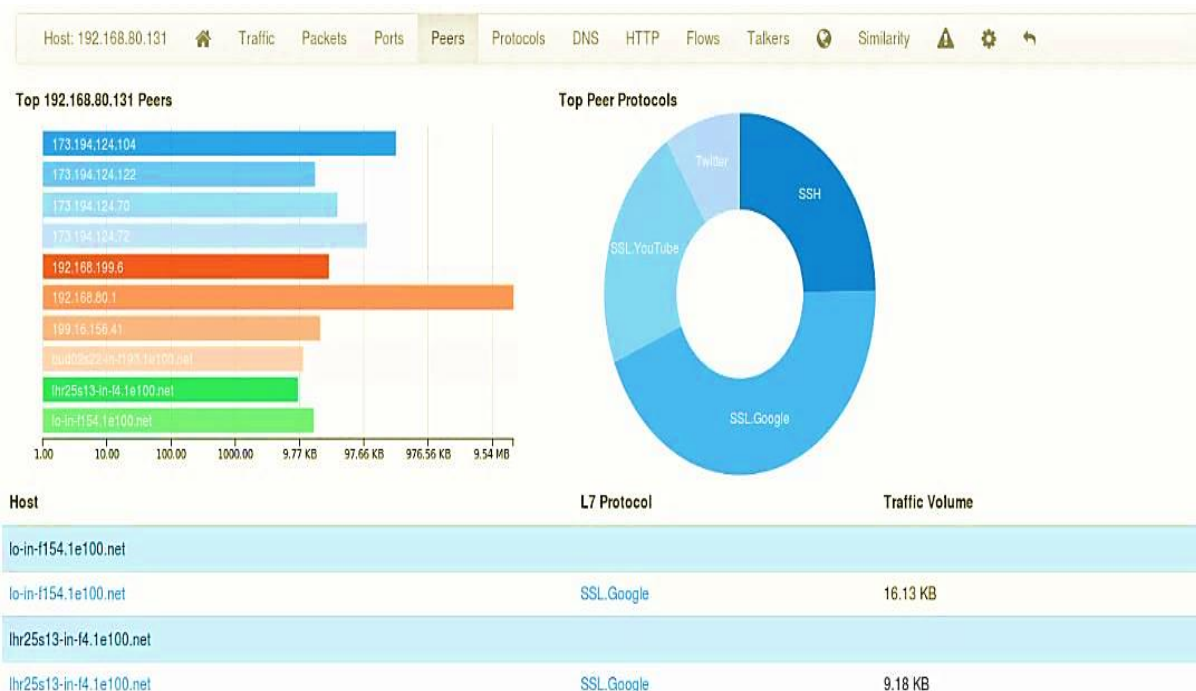 Host: 192.168.80.131 Traffic Packets Ports Peers Protocols DNS HTTP Flows Talkers Similarity
Top 192.168.80.131 Peers
173.194.124.104
173.194.124.122
173.194.124.70
173.194.124.72
192.168.199.6
192.168.80.1
199.16.156.41
lhr25s13-in-f4.1e100.net
lo-in-f154.1e100.net
1.00 10.00 100.00 1000.00 9.77 KB 97.66 KB 976.56 KB 9.54 MB
Top Peer Protocols
Twitter
SSH
SSL.YouTube
SSL.Google
Host L7 Protocol Traffic Volume
lo-in-f154.1e100.net
lo-in-f154.1e100.net SSL.Google 16.13 KB
lhr25s13-in-f4.1e100.net
lhr25s13-in-f4.1e100.net SSL.Google 9.18 KB